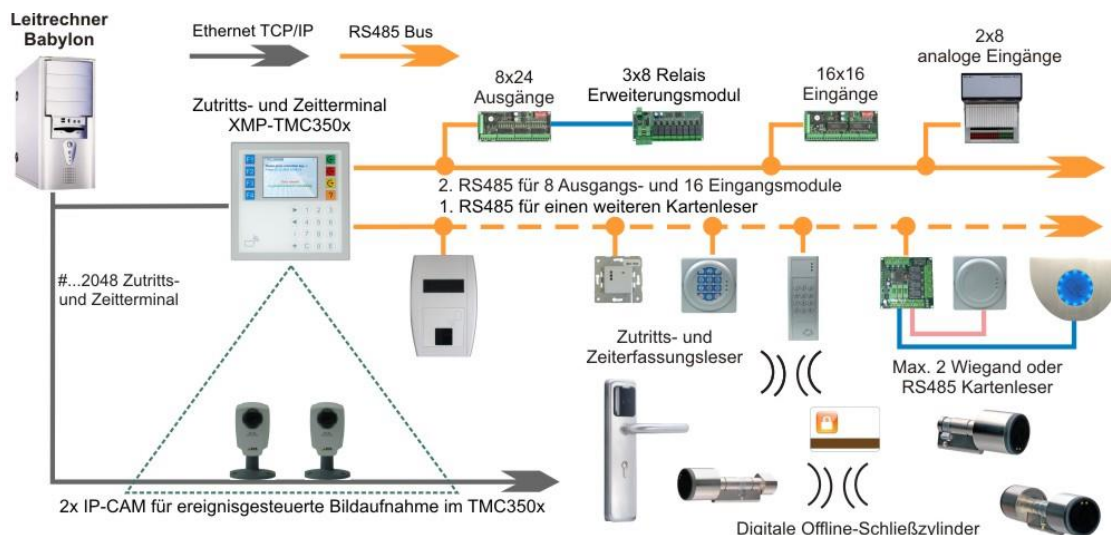 Leitrechner
Babylon
Ethernet TCP/IP
RS485 Bus
Zutritts- und Zeitterminal
XMP-TMC350x
8x24
Ausgänge
3x8 Relais
Erweiterungsmodul
16x16
Eingänge
2x8
analoge Eingänge
2. RS485 für 8 Ausgangs- und 16 Eingangsmodule
1. RS485 für einen weiteren Kartenleser
#...2048 Zutritts-
und Zeitterminal
Zutritts- und
Zeiterfassungsleser
Max. 2 Wiegand oder
RS485 Kartenleser
2x IP-CAM für ereignisgesteuerte Bildaufnahme im TMC350x
Digitale Offline-Schließzylinder